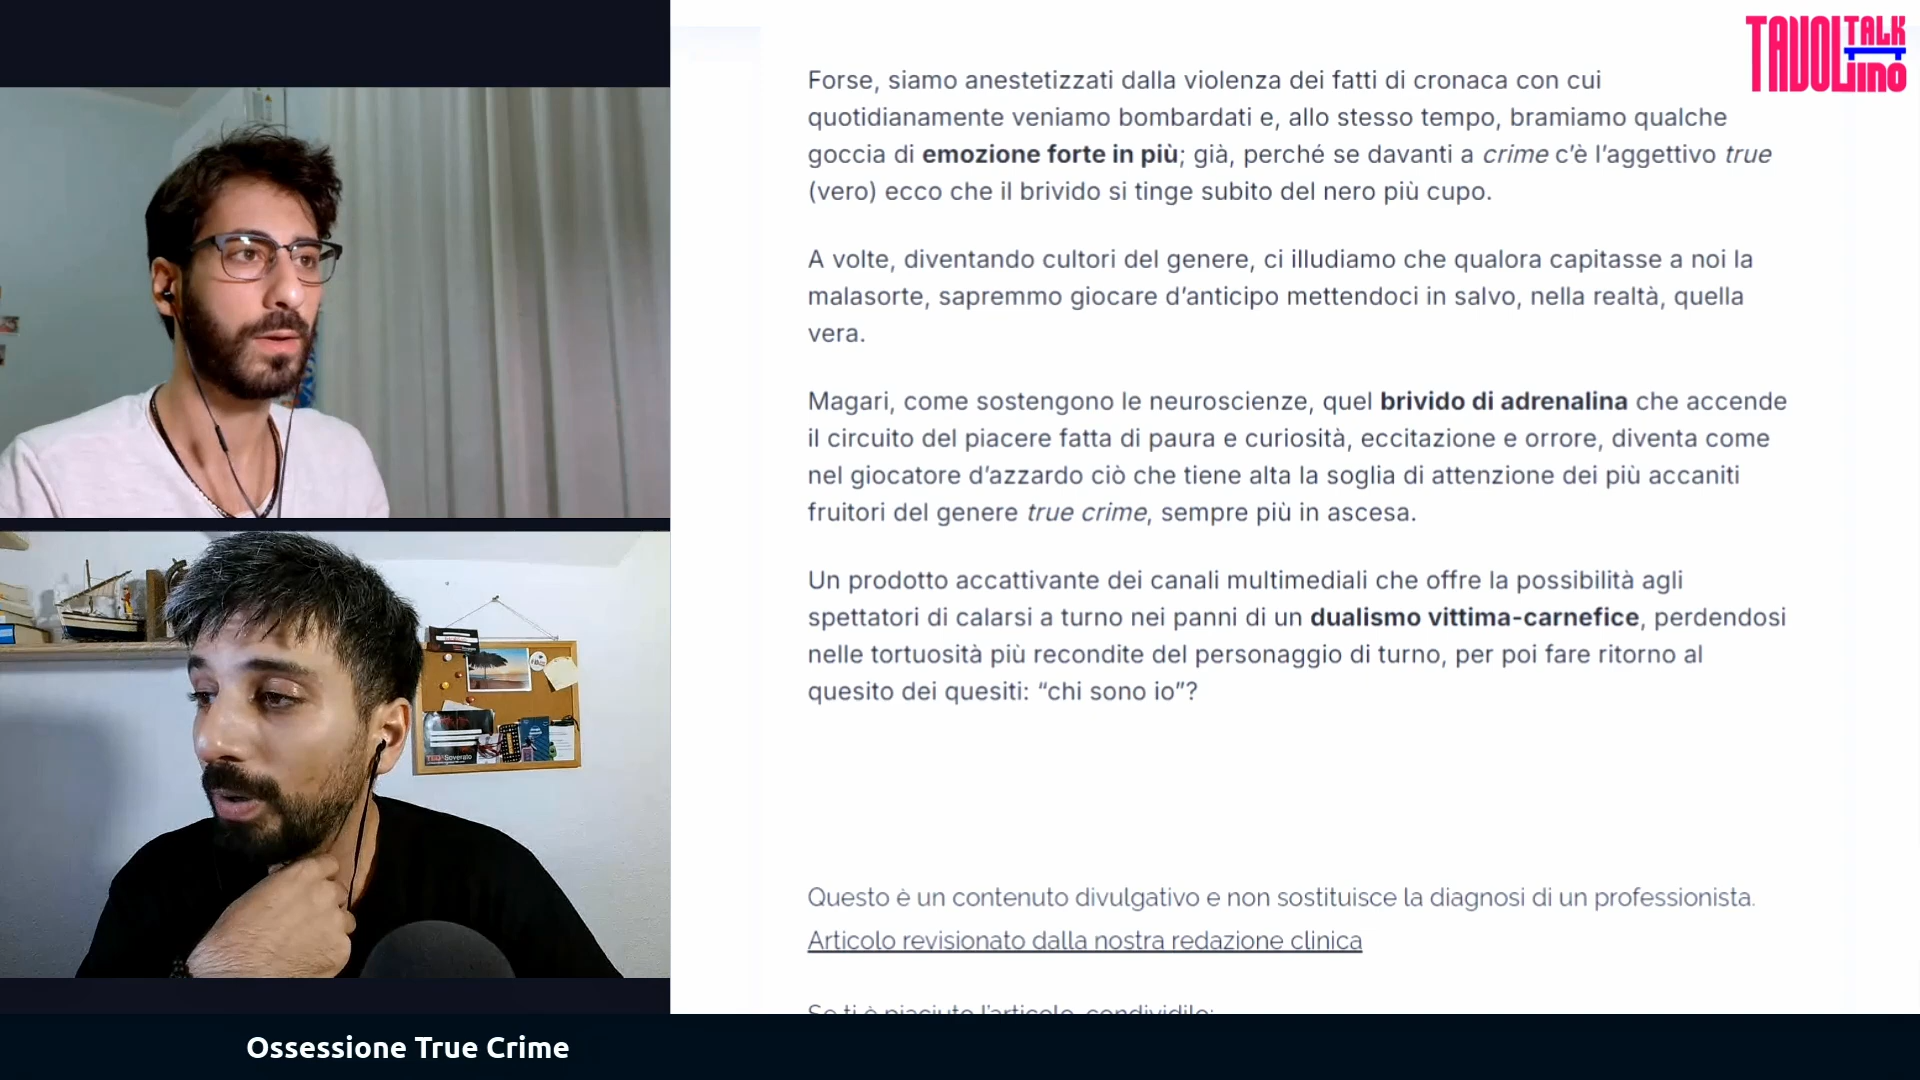 TAVOLINO TALK
Forse, siamo anestetizzati dalla violenza dei fatti di cronaca con cui
quotidianamente veniamo bombardati e, allo stesso tempo, bramiamo qualche
goccia di emozione forte in più; già, perché se davanti a crime c’è l’aggettivo true
(vero) ecco che il brivido si tinge subito del nero più cupo.
A volte, diventando cultori del genere, ci illudiamo che qualora capitasse a noi la
malasorte, sapremmo giocare d’anticipo mettendoci in salvo, nella realtà, quella
vera.
Magari, come sostengono le neuroscienze, quel brivido di adrenalina che accende
il circuito del piacere fatta di paura e curiosità, eccitazione e orrore, diventa come
nel giocatore d’azzardo ciò che tiene alta la soglia di attenzione dei più accaniti
fruitori del genere true crime, sempre più in ascesa.
Un prodotto accattivante dei canali multimediali che offre la possibilità agli
spettatori di calarsi a turno nei panni di un dualismo vittima-carnefice, perdendosi
nelle tortuosità più recondite del personaggio di turno, per poi fare ritorno al
quesito dei quesiti: “chi sono io”?
Questo è un contenuto divulgativo e non sostituisce la diagnosi di un professionista.
Articolo revisionato dalla nostra redazione clinica
Se ti è piaciuto l’articolo, condividilo:
TEDxSoverato
Ossessione True Crime